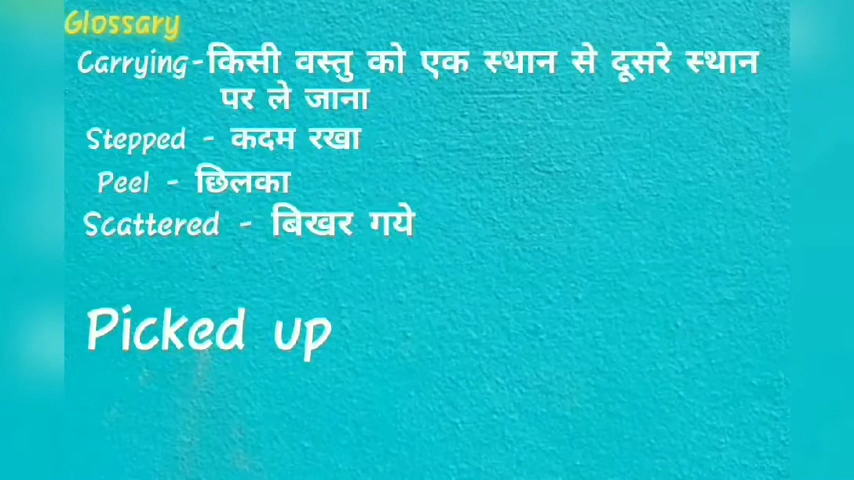 Glossary
Carrying-किसी वस्तु को एक स्थान से दूसरे स्थान
पर ले जाना
Stepped - कदम रखा
Peel - छिलका
Scattered - बिखर गये
Picked up